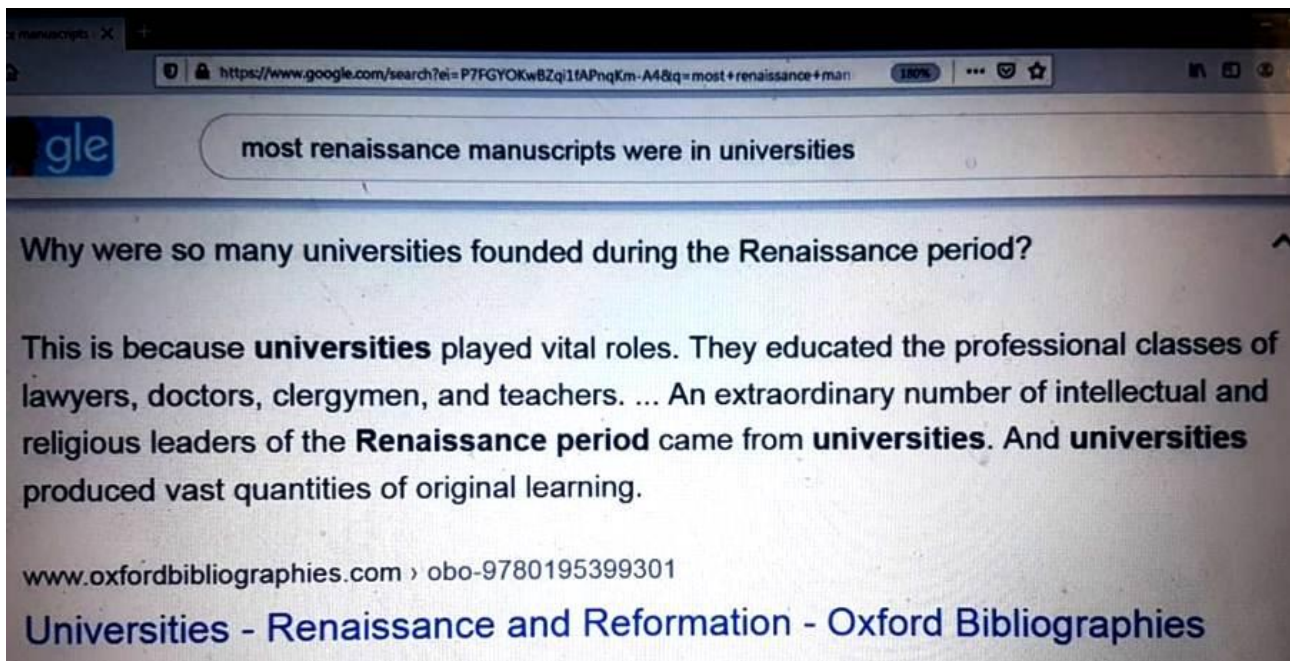 manuscripts
https://www.google.com/search?ei=P7FGYOKwBZqi1fAPnqKm-A4&q=most+renaissance+man
180%
gle
most renaissance manuscripts were in universities
Why were so many universities founded during the Renaissance period?
This is because universities played vital roles. They educated the professional classes of
lawyers, doctors, clergymen, and teachers. ... An extraordinary number of intellectual and
religious leaders of the Renaissance period came from universities. And universities
produced vast quantities of original learning.
www.oxfordbibliographies.com › obo-9780195399301
Universities - Renaissance and Reformation - Oxford Bibliographies